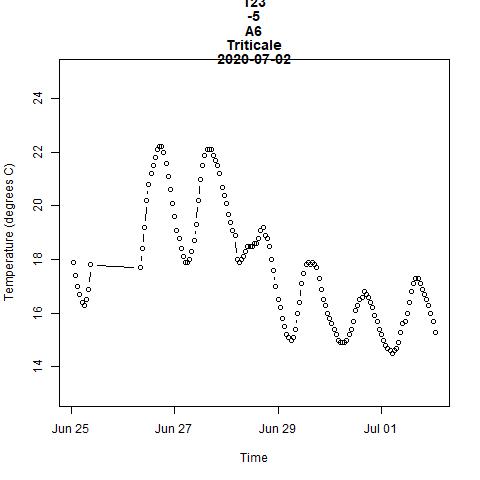 123
-5
A6
Triticale
2020-07-02
Temperature (degrees C)
24
22
20
18
16
14
Jun 25
Jun 27
Jun 29
Jul 01
Time